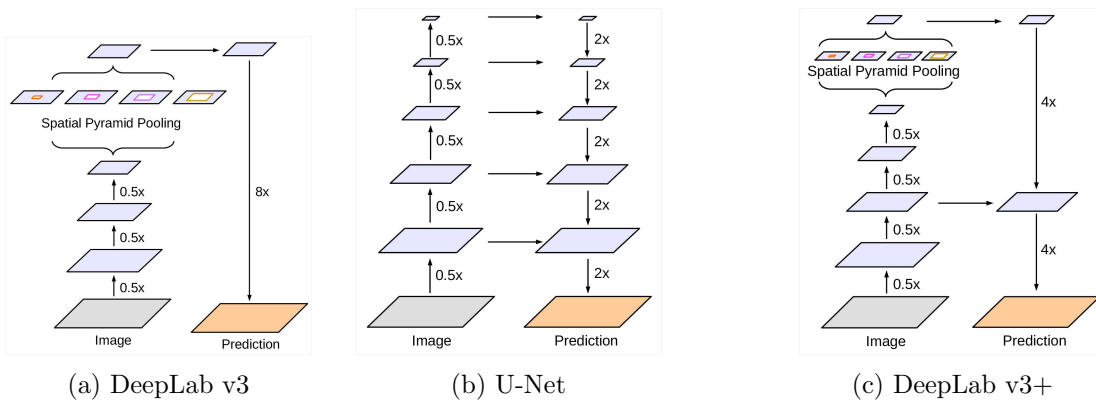 Spatial Pyramid Pooling
0.5x
0.5x
0.5x
8x
Image
Prediction
(a) DeepLab v3
0.5x
2x
0.5x
2x
0.5x
2x
0.5x
2x
0.5x
2x
Image
Prediction
(b) U-Net
Spatial Pyramid Pooling
0.5x
0.5x
0.5x
0.5x
4x
4x
Image
Prediction
(c) DeepLab v3+